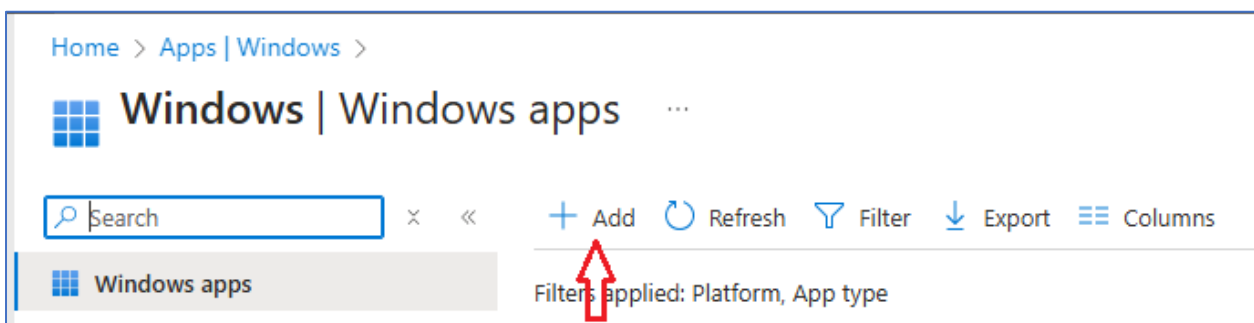 Home > Apps | Windows >
Windows | Windows apps ...
Search
Add Refresh Filter Export Columns
Windows apps
Filters applied: Platform, App type